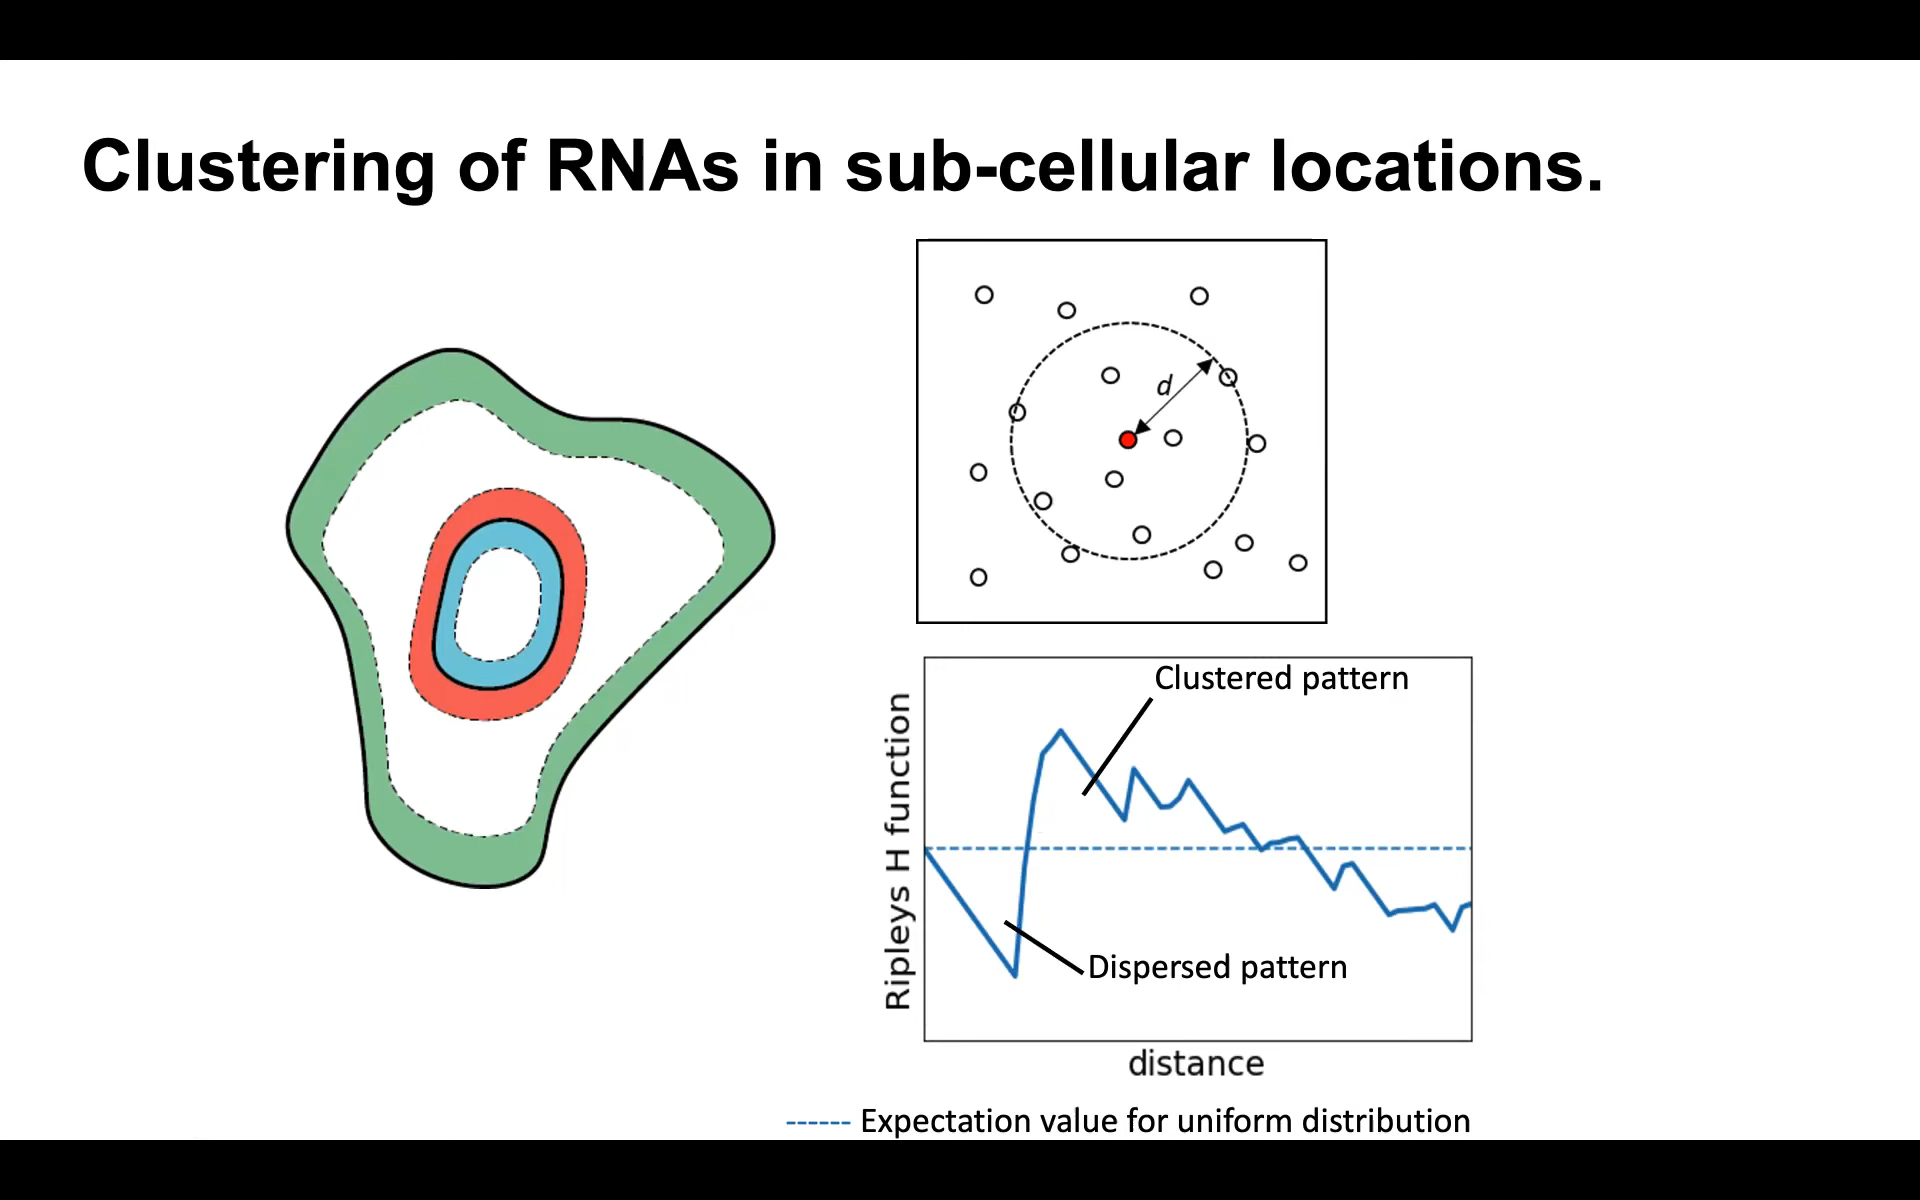 Clustering of RNAs in sub-cellular locations.
d
Clustered pattern
Ripleys H function
Dispersed pattern
distance
Expectation value for uniform distribution